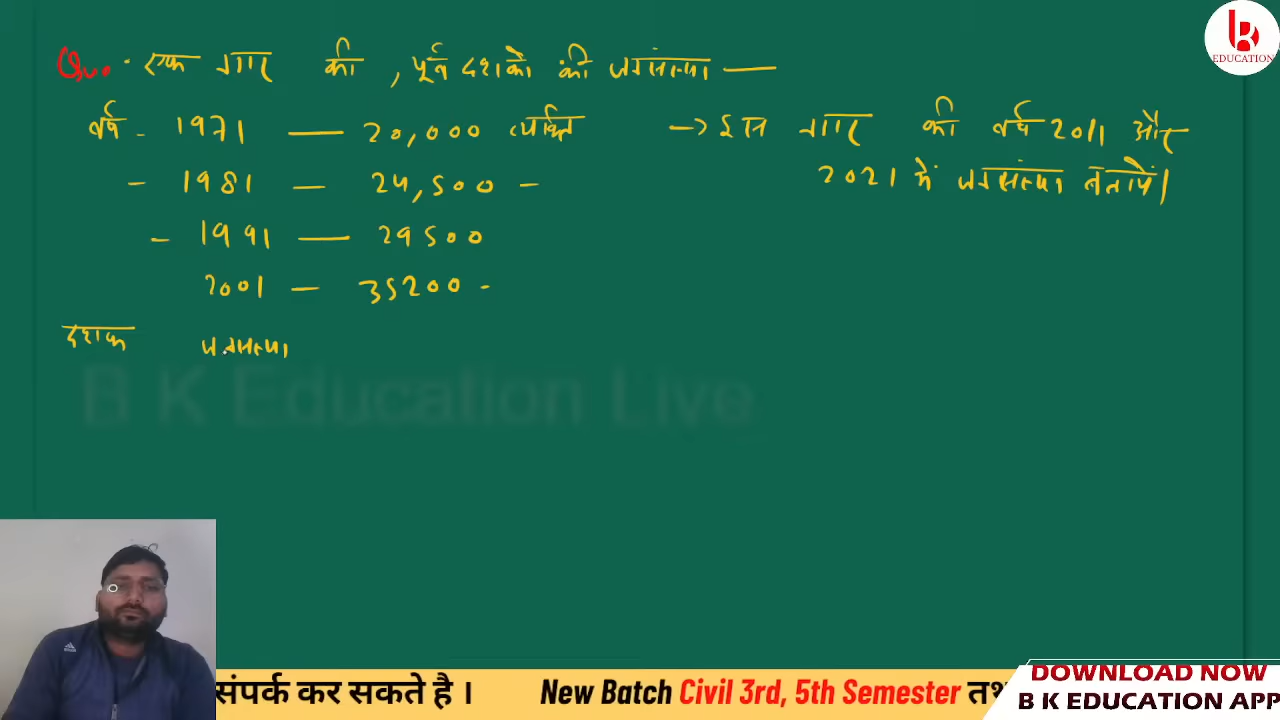 Que. एक नगर की, पूर्व दशको की जनसंख्या —
वर्ष - 1971 — 20,000 व्यक्ति
- 1981 — 24,500 -
- 1991 — 29500
2001 — 35200 -
→ इस नगर की वर्ष 2011 और
2021 मे जनसंख्या बतायें|
दशक जनसख्या
B K Education Live
B K
EDUCATION
संपर्क कर सकते है । New Batch Civil 3rd, 5th Semester
DOWNLOAD NOW
B K EDUCATION APP